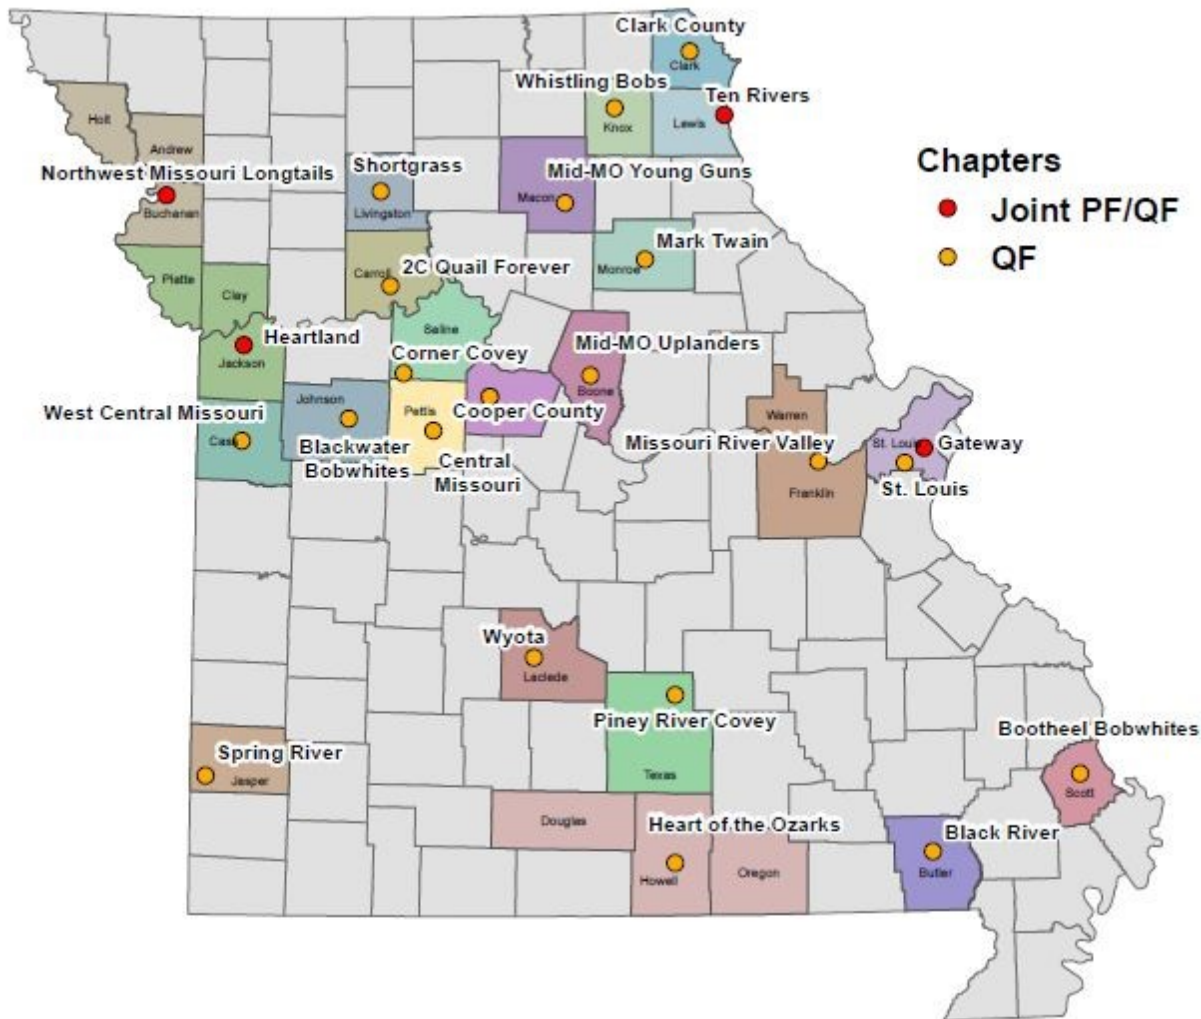 Clark County
Clark
Whistling Bobs
Ten Rivers
Knox
Lewis
Holt
Andrew
Chapters
Joint PF/QF
QF
Northwest Missouri Longtails
Shortgrass
Mid-MO Young Guns
Macon
Buchanan
Livingston
Mark Twain
Monroe
Platte
Clay
Carroll
2C Quail Forever
Saline
Heartland
Jackson
Corner Covey
Mid-MO Uplanders
Boone
West Central Missouri
Cass
Johnson
Blackwater
Bobwhites
Pettis
Cooper County
Central
Missouri
Warren
Missouri River Valley
Franklin
St. Louis
Gateway
St. Louis
Wyota
Laclede
Piney River Covey
Texas
Spring River
Jasper
Bootheel Bobwhites
Scott
Douglas
Heart of the Ozarks
Howell
Oregon
Black River
Butler